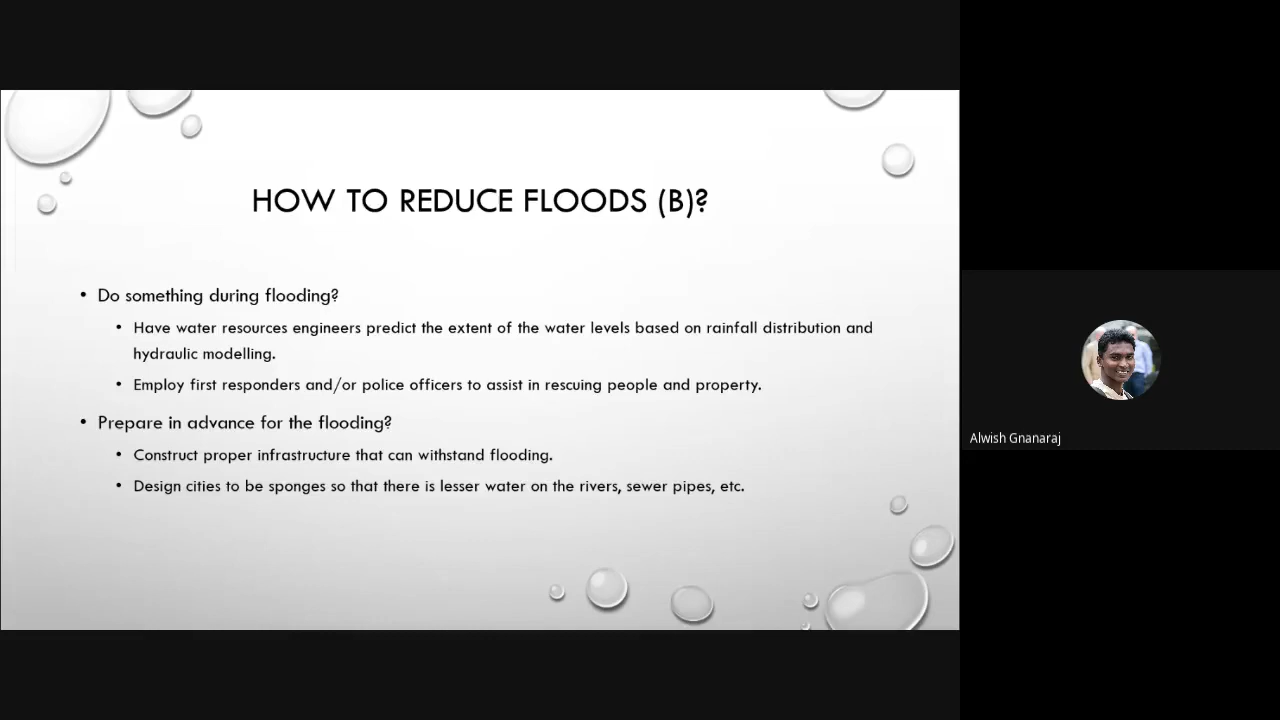 HOW TO REDUCE FLOODS (B)?
• Do something during flooding?
• Have water resources engineers predict the extent of the water levels based on rainfall distribution and
hydraulic modelling.
• Employ first responders and/or police officers to assist in rescuing people and property.
• Prepare in advance for the flooding?
• Construct proper infrastructure that can withstand flooding.
• Design cities to be sponges so that there is lesser water on the rivers, sewer pipes, etc.
Alwish Gnanaraj